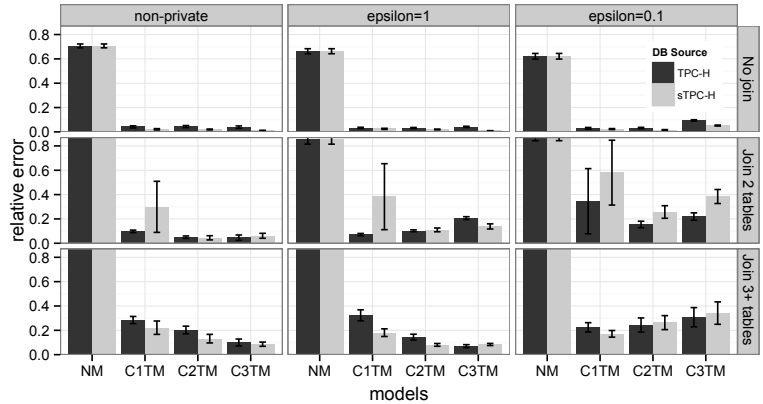 non-private epsilon=1 epsilon=0.1
0.8
0.6
0.4
0.2
0.0
No join
DB Source
TPC-H
sTPC-H
0.8
0.6
0.4
0.2
0.0
Join 2 tables
0.8
0.6
0.4
0.2
0.0
Join 3+ tables
relative error
NM C1TM C2TM C3TM NM C1TM C2TM C3TM NM C1TM C2TM C3TM
models